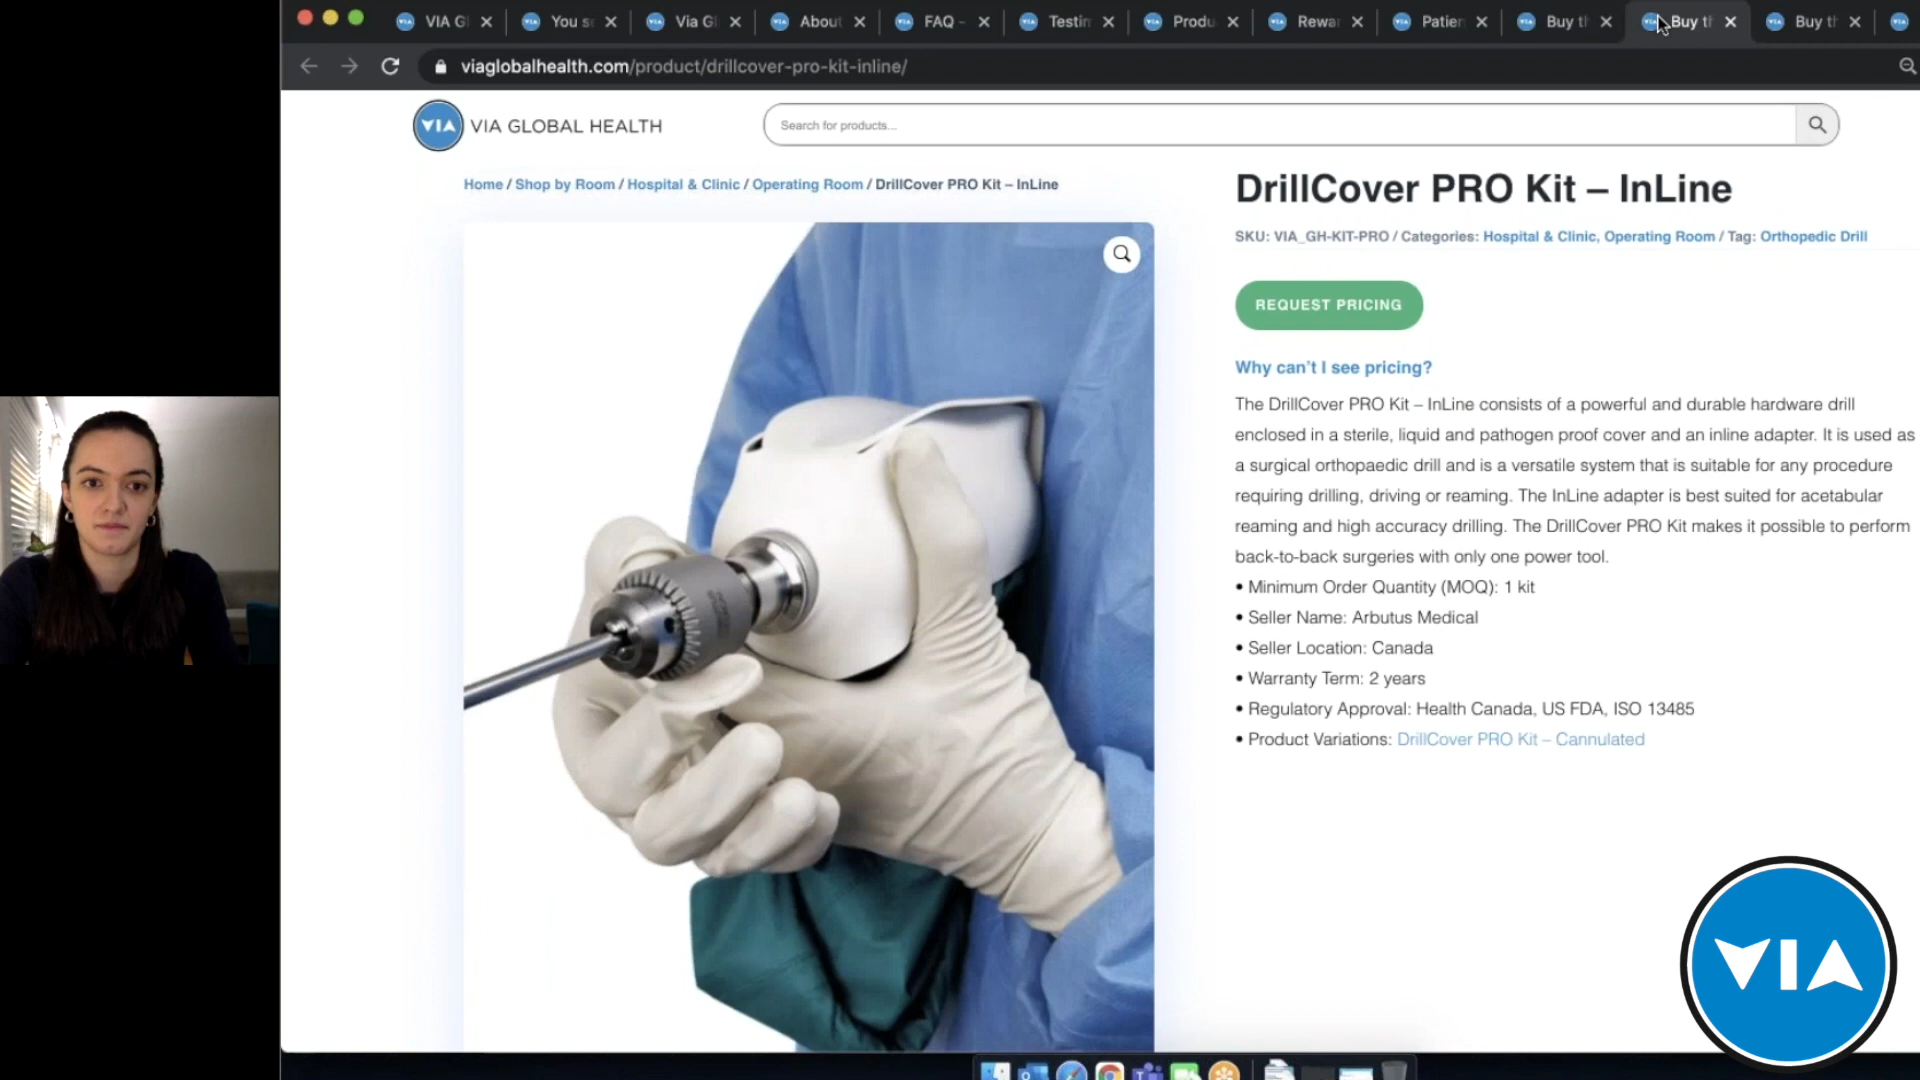 VIA G
You s
Via G
About
FAQ -
Testin
Produ
Rewar
Patien
Buy th
Buy th
Buy th
viaglobalhealth.com/product/drillcover-pro-kit-inline/
VIA VIA GLOBAL HEALTH
Search for products...
Home / Shop by Room / Hospital & Clinic / Operating Room / DrillCover PRO Kit – InLine
DrillCover PRO Kit – InLine
SKU: VIA_GH-KIT-PRO / Categories: Hospital & Clinic, Operating Room / Tag: Orthopedic Drill
REQUEST PRICING
Why can't I see pricing?
The DrillCover PRO Kit – InLine consists of a powerful and durable hardware drill
enclosed in a sterile, liquid and pathogen proof cover and an inline adapter. It is used as
a surgical orthopaedic drill and is a versatile system that is suitable for any procedure
requiring drilling, driving or reaming. The InLine adapter is best suited for acetabular
reaming and high accuracy drilling. The DrillCover PRO Kit makes it possible to perform
back-to-back surgeries with only one power tool.
• Minimum Order Quantity (MOQ): 1 kit
• Seller Name: Arbutus Medical
• Seller Location: Canada
• Warranty Term: 2 years
• Regulatory Approval: Health Canada, US FDA, ISO 13485
• Product Variations: DrillCover PRO Kit – Cannulated
VIA